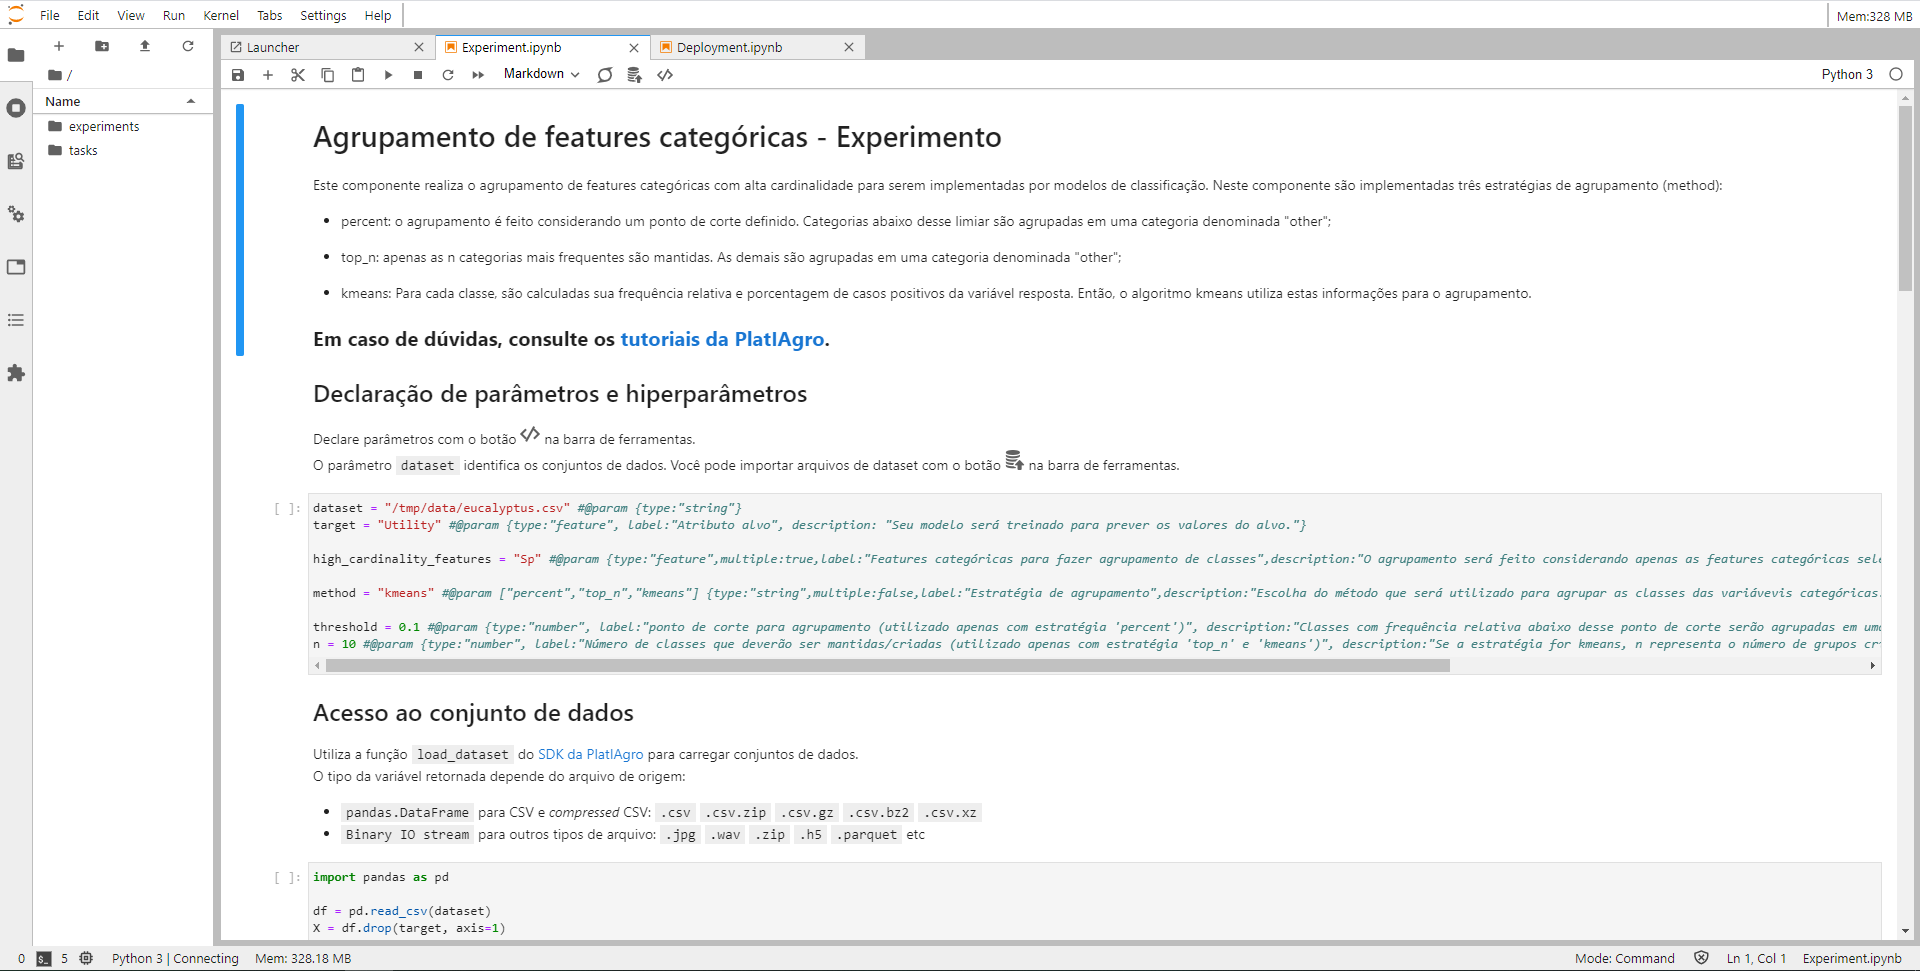 File Edit View Run Kernel Tabs Settings Help
Mem:328 MB
/
Name
experiments
tasks
Launcher
Experiment.ipynb
Deployment.ipynb
Markdown
Python 3
Agrupamento de features categóricas - Experimento
Este componente realiza o agrupamento de features categóricas com alta cardinalidade para serem implementadas por modelos de classificação. Neste componente são implementadas três estratégias de agrupamento (method):
percent: o agrupamento é feito considerando um ponto de corte definido. Categorias abaixo desse limiar são agrupadas em uma categoria denominada "other";
top_n: apenas as n categorias mais frequentes são mantidas. As demais são agrupadas em uma categoria denominada "other";
kmeans: Para cada classe, são calculadas sua frequência relativa e porcentagem de casos positivos da variável resposta. Então, o algoritmo kmeans utiliza estas informações para o agrupamento.
Em caso de dúvidas, consulte os tutoriais da PlatIAgro.
Declaração de parâmetros e hiperparâmetros
Declare parâmetros com o botão na barra de ferramentas.
O parâmetro dataset identifica os conjuntos de dados. Você pode importar arquivos de dataset com o botão na barra de ferramentas.
[ ]:
dataset = "/tmp/data/eucalyptus.csv" #@param {type:"string"}
target = "Utility" #@param {type:"feature", label:"Atributo alvo", description: "Seu modelo será treinado para prever os valores do alvo."}
high_cardinality_features = "Sp" #@param {type:"feature",multiple:true,label:"Features categóricas para fazer agrupamento de classes",description:"O agrupamento será feito considerando apenas as features categóricas sele
method = "kmeans" #@param ["percent","top_n","kmeans"] {type:"string",multiple:false,label:"Estratégia de agrupamento",description:"Escolha do método que será utilizado para agrupar as classes das variávevis categóricas.
threshold = 0.1 #@param {type:"number", label:"ponto de corte para agrupamento (utilizado apenas com estratégia 'percent')", description:"Classes com frequência relativa abaixo desse ponto de corte serão agrupadas em uma
n = 10 #@param {type:"number", label:"Número de classes que deverão ser mantidas/criadas (utilizado apenas com estratégia 'top_n' e 'kmeans')", description:"Se a estratégia for kmeans, n representa o número de grupos cr
Acesso ao conjunto de dados
Utiliza a função load_dataset do SDK da PlatIAgro para carregar conjuntos de dados.
O tipo da variável retornada depende do arquivo de origem:
pandas.DataFrame para CSV e compressed CSV: .csv .csv.zip .csv.gz .csv.bz2 .csv.xz
Binary IO stream para outros tipos de arquivo: .jpg .wav .zip .h5 .parquet etc
[ ]:
import pandas as pd
df = pd.read_csv(dataset)
X = df.drop(target, axis=1)
0 5 Python 3 | Connecting Mem: 328.18 MB
Mode: Command Ln 1, Col 1 Experiment.ipynb